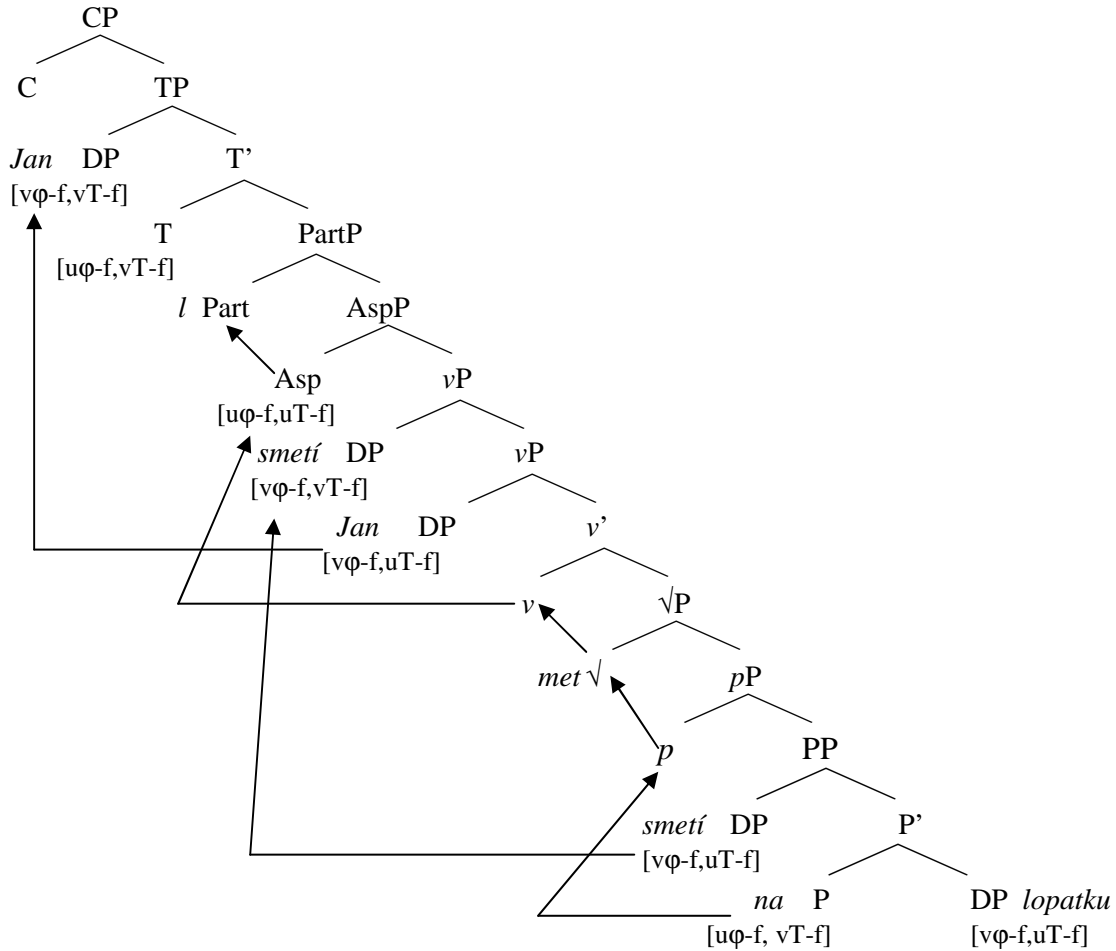 CP
C TP
Jan DP T’
[vφ-f,vT-f]
T PartP
[uφ-f,vT-f]
l Part AspP
Asp vP
[uφ-f,uT-f]
smetí DP vP
[vφ-f,vT-f]
Jan DP v’
[vφ-f,uT-f]
v √P
met √ pP
p PP
smetí DP P’
[vφ-f,uT-f]
na P DP lopatku
[uφ-f, vT-f] [vφ-f,uT-f]